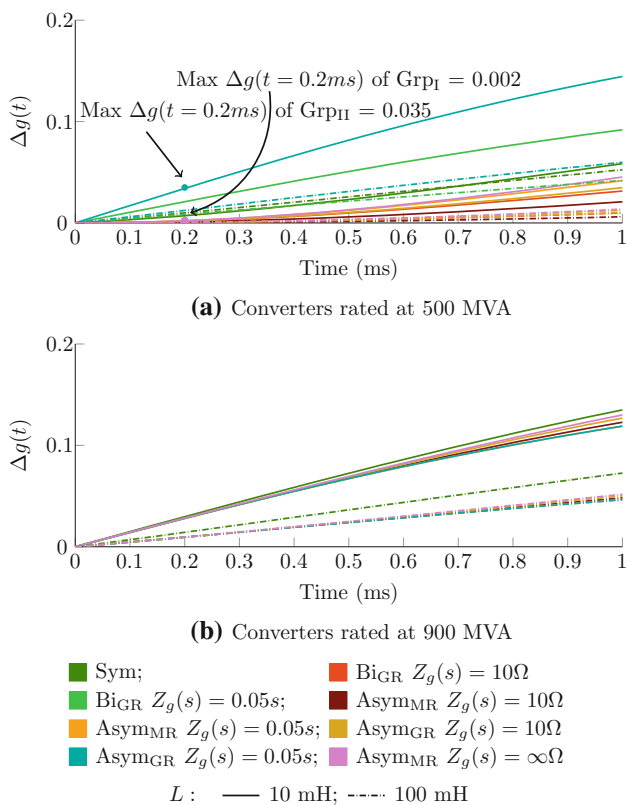 0.2
Max Δg(t = 0.2ms) of Grp_I = 0.002
Max Δg(t = 0.2ms) of Grp_II = 0.035
0.1
Δg(t)
0
0 0.1 0.2 0.3 0.4 0.5 0.6 0.7 0.8 0.9 1
Time (ms)
(a) Converters rated at 500 MVA
0.2
0.1
Δg(t)
0
0 0.1 0.2 0.3 0.4 0.5 0.6 0.7 0.8 0.9 1
Time (ms)
(b) Converters rated at 900 MVA
Sym; Bi_GR Z_g(s) = 10Ω
Bi_GR Z_g(s) = 0.05s; Asym_MR Z_g(s) = 10Ω
Asym_MR Z_g(s) = 0.05s; Asym_GR Z_g(s) = 10Ω
Asym_GR Z_g(s) = 0.05s; Asym_MR Z_g(s) = ∞Ω
L : 10 mH; 100 mH